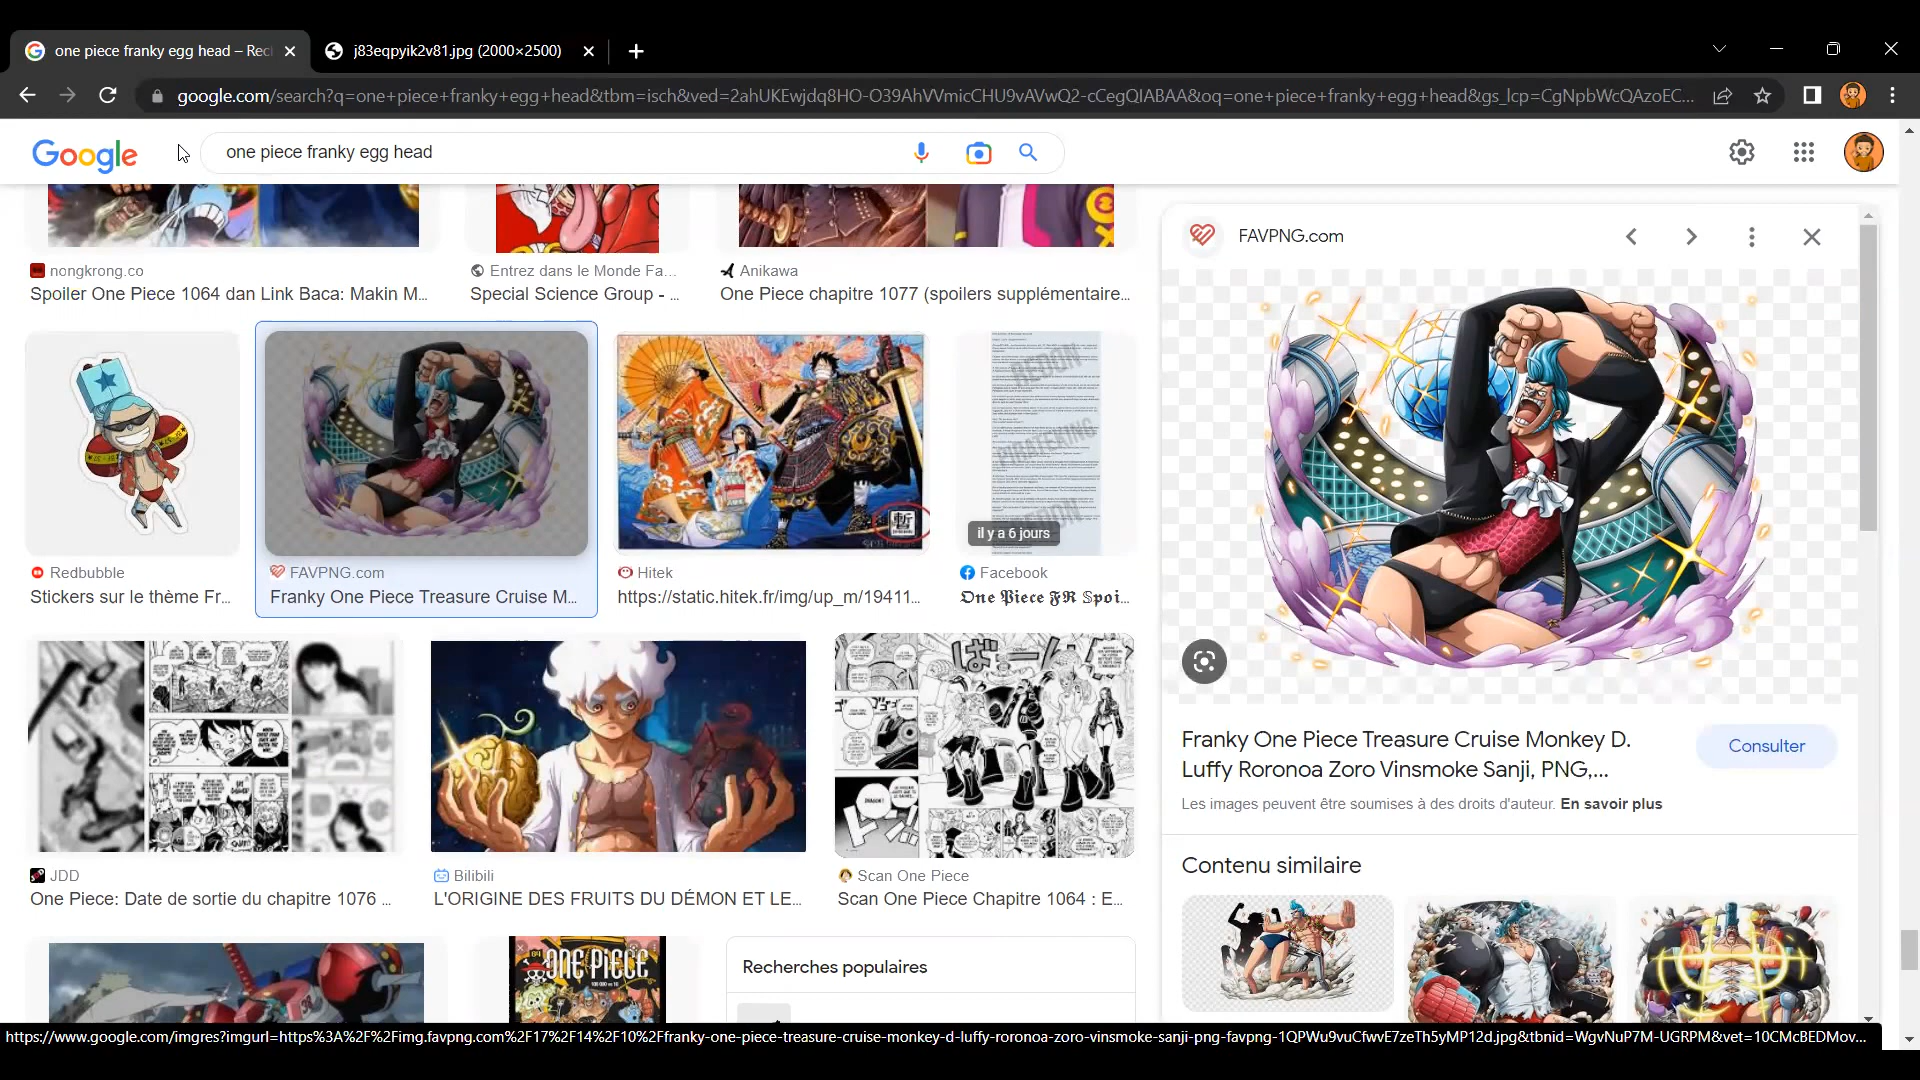 one piece franky egg head – Rec
j83eqpyik2v81.jpg (2000×2500)
google.com/search?q=one+piece+franky+egg+head&tbm=isch&ved=2ahUKEwjdq8HO-O39AhVVmicCHU9vAVwQ2-cCegQIABAA&oq=one+piece+franky+egg+head&gs_lcp=CgNpbWcQAzoEC...
Google
one piece franky egg head
nongkrong.co
Spoiler One Piece 1064 dan Link Baca: Makin M...
Entrez dans le Monde Fa...
Special Science Group - ...
Anikawa
One Piece chapitre 1077 (spoilers supplémentaire...
FAVPNG.com
il y a 6 jours
Redbubble
Stickers sur le thème Fr...
FAVPNG.com
Franky One Piece Treasure Cruise M...
Hitek
https://static.hitek.fr/img/up_m/19411...
Facebook
𝕺𝖓𝖊 𝕻𝖎𝖊𝖈𝖊 𝕱𝕽 𝕊𝖕𝖔𝖎...
JDD
One Piece: Date de sortie du chapitre 1076 ...
Bilibili
L'ORIGINE DES FRUITS DU DÉMON ET LE...
Scan One Piece
Scan One Piece Chapitre 1064 : E...
Franky One Piece Treasure Cruise Monkey D.
Luffy Roronoa Zoro Vinsmoke Sanji, PNG,...
Consulter
Les images peuvent être soumises à des droits d'auteur. En savoir plus
Contenu similaire
ONE PIECE
Recherches populaires
https://www.google.com/imgres?imgurl=https%3A%2F%2Fimg.favpng.com%2F17%2F14%2F10%2Ffranky-one-piece-treasure-cruise-monkey-d-luffy-roronoa-zoro-vinsmoke-sanji-png-favpng-1QPWu9vuCfwvE7zeTh5yMP12d.jpg&tbnid=WgvNuP7M-UGRPM&vet=10CMcBEDMov...